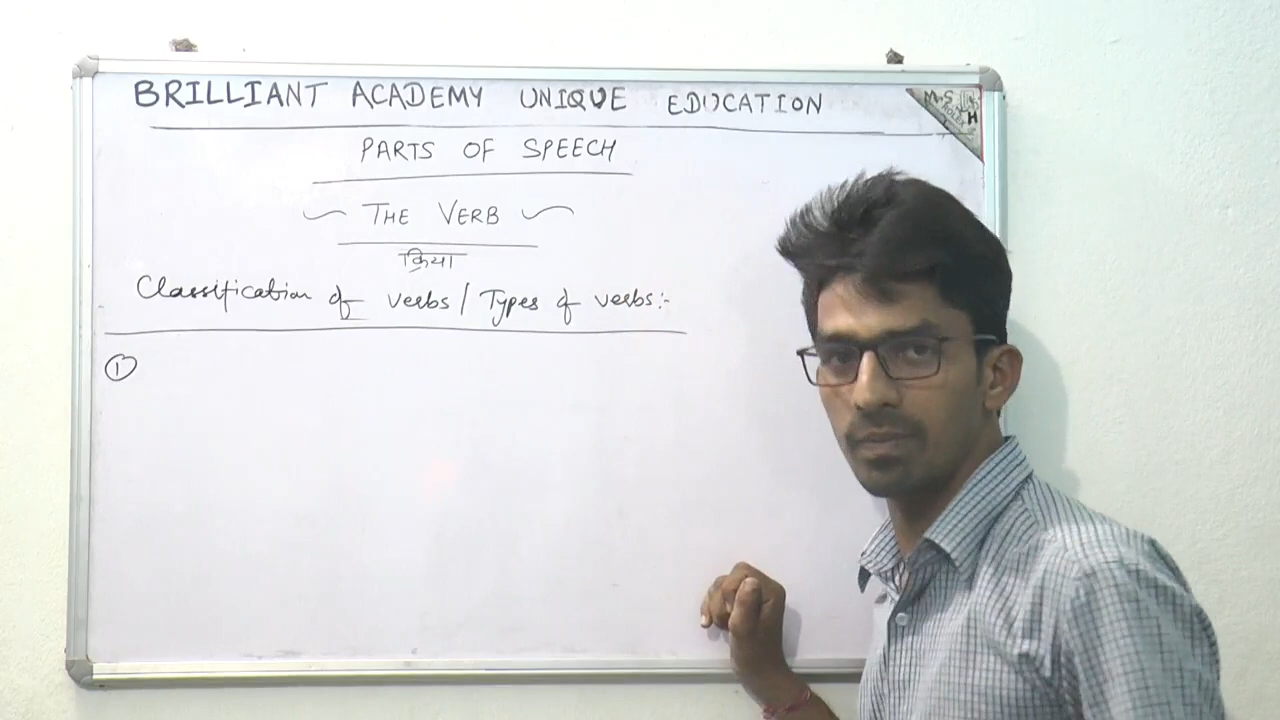 BRILLIANT ACADEMY UNIQUE EDUCATION
PARTS OF SPEECH
THE VERB
क्रिया
Classification of verbs / Types of verbs:-
①